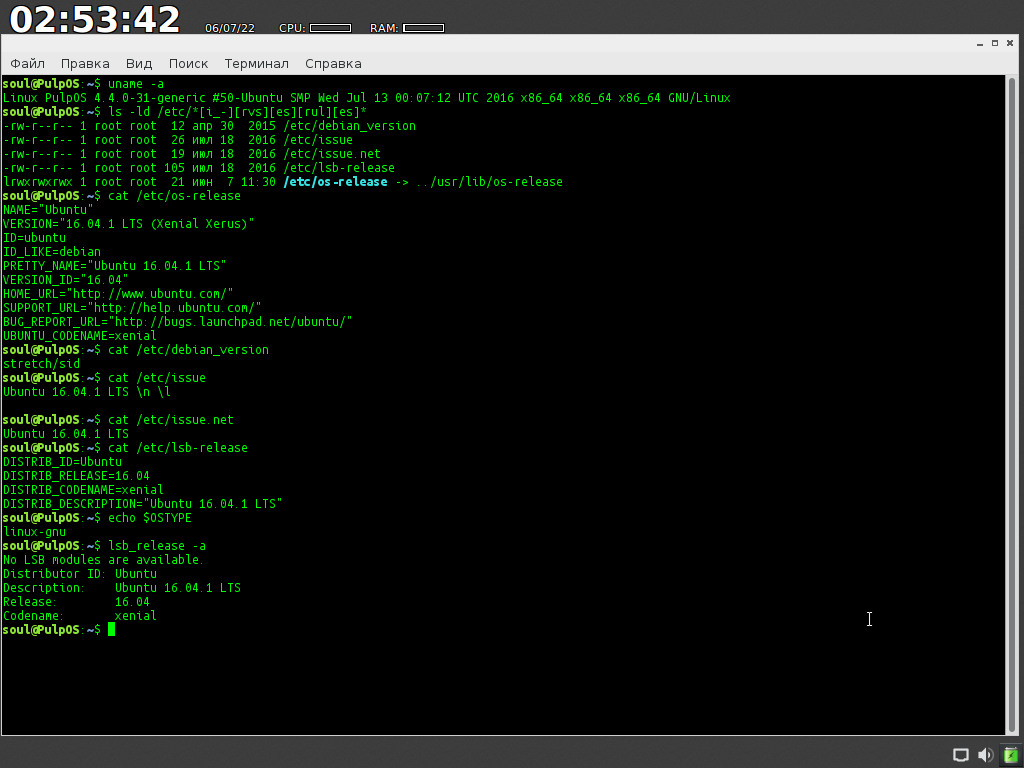 02:53:42 06/07/22 CPU: RAM:
Файл Правка Вид Поиск Терминал Справка
soul@PulpOS:~$ uname -a
Linux PulpOS 4.4.0-31-generic #50-Ubuntu SMP Wed Jul 13 00:07:12 UTC 2016 x86_64 x86_64 x86_64 GNU/Linux
soul@PulpOS:~$ ls -ld /etc/*[i_-][rvs][es][rul][es]*
-rw-r--r-- 1 root root  12 апр 30  2015 /etc/debian_version
-rw-r--r-- 1 root root  26 июл 18  2016 /etc/issue
-rw-r--r-- 1 root root  19 июл 18  2016 /etc/issue.net
-rw-r--r-- 1 root root 105 июл 18  2016 /etc/lsb-release
lrwxrwxrwx 1 root root  21 июн  7 11:30 /etc/os-release -> ../usr/lib/os-release
soul@PulpOS:~$ cat /etc/os-release
NAME="Ubuntu"
VERSION="16.04.1 LTS (Xenial Xerus)"
ID=ubuntu
ID_LIKE=debian
PRETTY_NAME="Ubuntu 16.04.1 LTS"
VERSION_ID="16.04"
HOME_URL="http://www.ubuntu.com/"
SUPPORT_URL="http://help.ubuntu.com/"
BUG_REPORT_URL="http://bugs.launchpad.net/ubuntu/"
UBUNTU_CODENAME=xenial
soul@PulpOS:~$ cat /etc/debian_version
stretch/sid
soul@PulpOS:~$ cat /etc/issue
Ubuntu 16.04.1 LTS \n \l

soul@PulpOS:~$ cat /etc/issue.net
Ubuntu 16.04.1 LTS
soul@PulpOS:~$ cat /etc/lsb-release
DISTRIB_ID=Ubuntu
DISTRIB_RELEASE=16.04
DISTRIB_CODENAME=xenial
DISTRIB_DESCRIPTION="Ubuntu 16.04.1 LTS"
soul@PulpOS:~$ echo $OSTYPE
linux-gnu
soul@PulpOS:~$ lsb_release -a
No LSB modules are available.
Distributor ID: Ubuntu
Description:    Ubuntu 16.04.1 LTS
Release:        16.04
Codename:       xenial
soul@PulpOS:~$